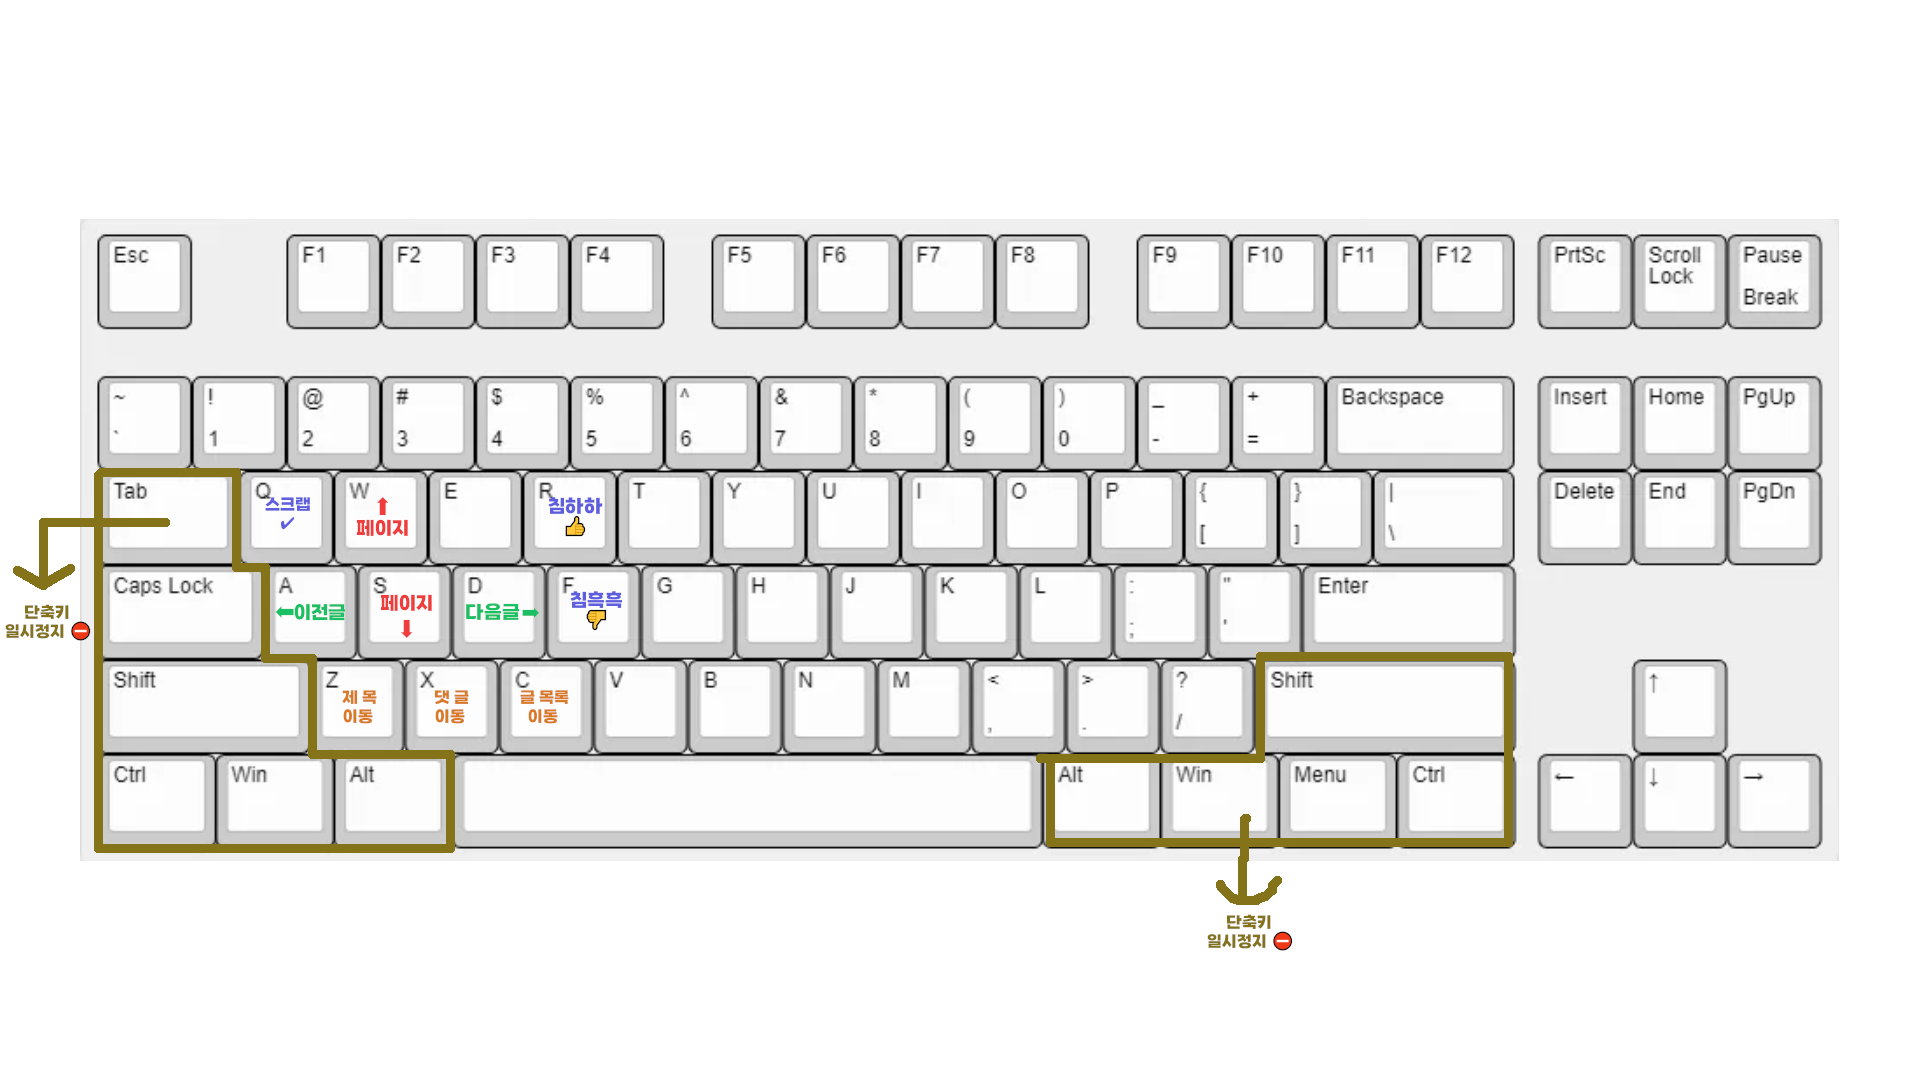 Esc F1 F2 F3 F4 F5 F6 F7 F8 F9 F10 F11 F12 PrtSc Scroll Lock Pause Break
~ ! @ # $ % ^ & * ( ) _ + Backspace Insert Home PgUp
` 1 2 3 4 5 6 7 8 9 0 - =
Tab Q W E R T Y U I O P { } | Delete End PgDn
스크랩 ✓ ⬆ 페이지 침하하 👍 [ ] \
Caps Lock A S D F G H J K L : " Enter
⬅이전글 페이지 ⬇ 다음글➡ 침흑흑 👎 ; '
단축키
일시정지 ⛔
Shift Z X C V B N M < > ? Shift ↑
제 목 댓 글 글 목록 , . /
이동 이동 이동
Ctrl Win Alt Alt Win Menu Ctrl ← ↓ →
단축키
일시정지 ⛔